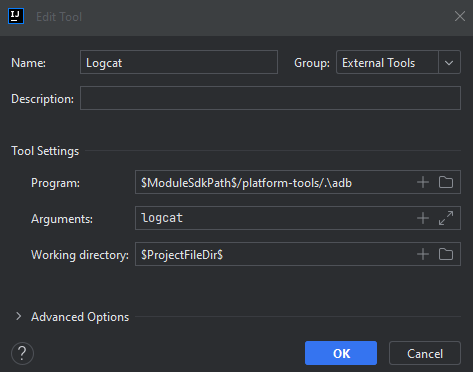 IJ
Edit Tool
Name: Logcat Group: External Tools
Description:
Tool Settings
Program: $ModuleSdkPath$/platform-tools/.\adb
Arguments: logcat
Working directory: $ProjectFileDir$
Advanced Options
? OK Cancel